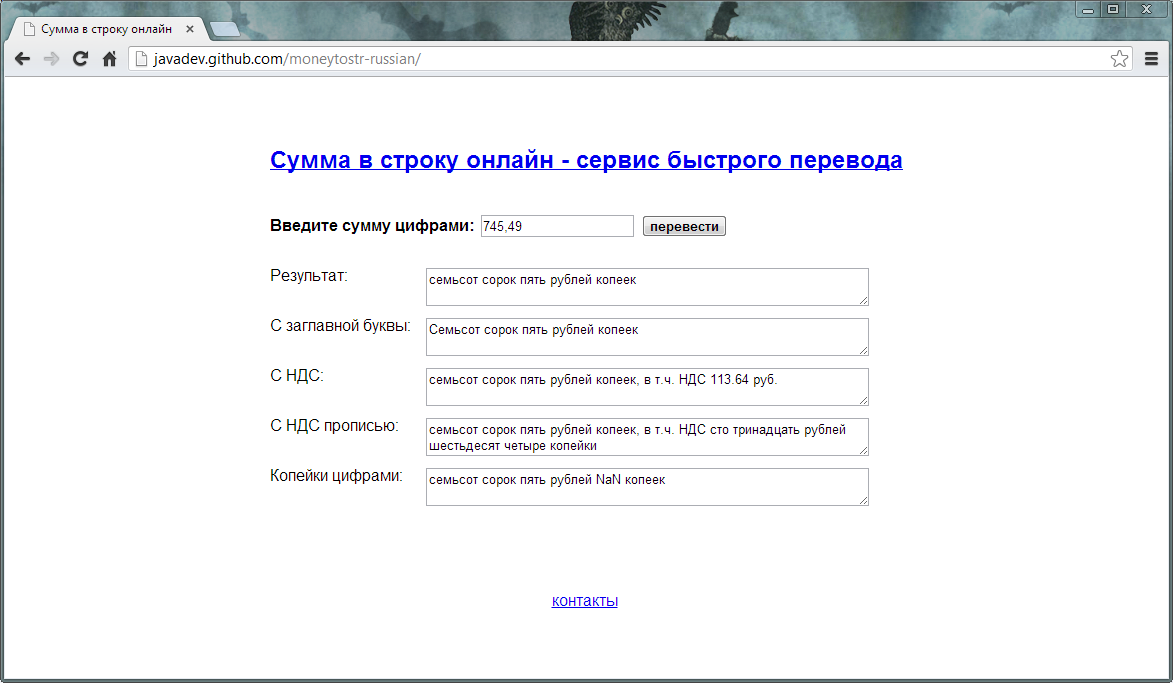 Сумма в строку онлайн
javadev.github.com/moneytostr-russian/
Сумма в строку онлайн - сервис быстрого перевода
Введите сумму цифрами: 745,49 перевести
Результат: семьсот сорок пять рублей копеек
С заглавной буквы: Семьсот сорок пять рублей копеек
С НДС: семьсот сорок пять рублей копеек, в т.ч. НДС 113.64 руб.
С НДС прописью: семьсот сорок пять рублей копеек, в т.ч. НДС сто тринадцать рублей
шестьдесят четыре копейки
Копейки цифрами: семьсот сорок пять рублей NaN копеек
контакты